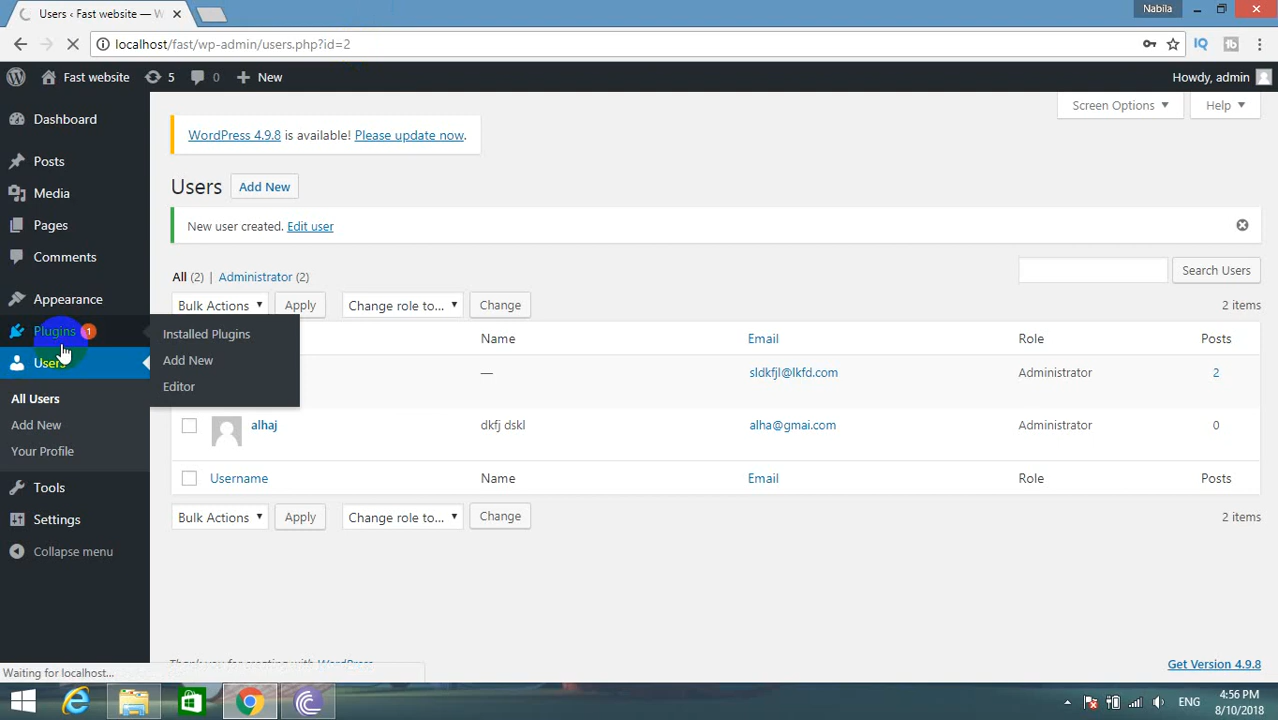 Users ‹ Fast website — W
Nabila
localhost/fast/wp-admin/users.php?id=2
IQ
Fast website
5
0
New
Howdy, admin
Dashboard
Posts
Media
Pages
Comments
Appearance
Plugins 1
Users
All Users
Add New
Your Profile
Tools
Settings
Collapse menu
Installed Plugins
Add New
Editor
Screen Options
Help
WordPress 4.9.8 is available! Please update now.
Users Add New
New user created. Edit user
All (2) | Administrator (2)
Search Users
Bulk Actions Apply Change role to... Change
2 items
Name Email Role Posts
— sldkfjl@lkfd.com Administrator 2
alhaj dkfj dskl alha@gmai.com Administrator 0
Username Name Email Role Posts
Bulk Actions Apply Change role to... Change
2 items
Thank you for creating with WordPress
Get Version 4.9.8
Waiting for localhost...
ENG
4:56 PM
8/10/2018